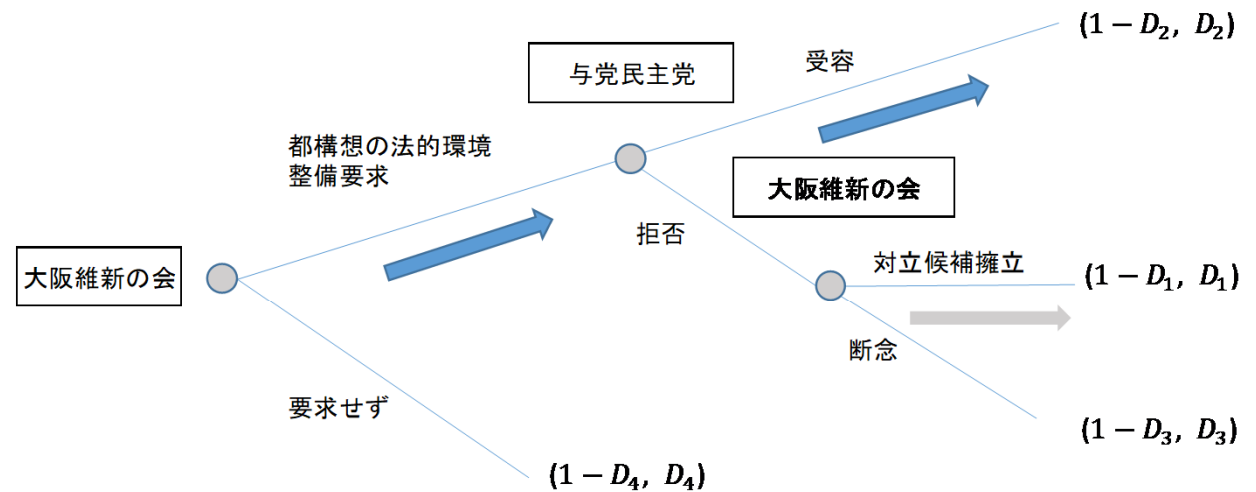 (1 − D₂, D₂)
与党民主党
受容
都構想の法的環境
整備要求
大阪維新の会
拒否
大阪維新の会
対立候補擁立
(1 − D₁, D₁)
断念
要求せず
(1 − D₃, D₃)
(1 − D₄, D₄)